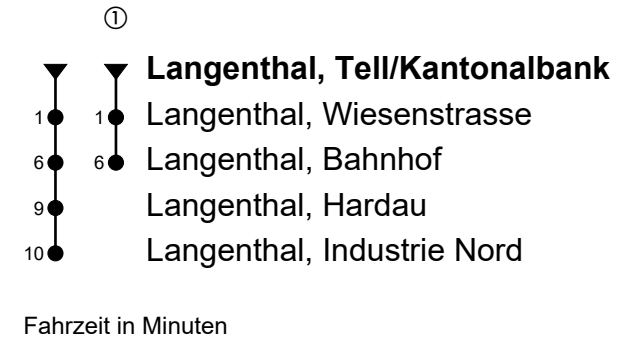 ①
Langenthal, Tell/Kantonalbank
1 1 Langenthal, Wiesenstrasse
6 6 Langenthal, Bahnhof
9 Langenthal, Hardau
10 Langenthal, Industrie Nord
Fahrzeit in Minuten